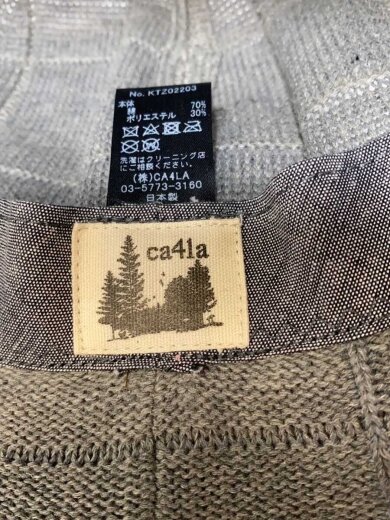 No. KTZ02203
本体
綿 70%
ポリエステル 30%
洗濯はクリーニング店
にご相談ください
(株)CA4LA
03-5773-3160
日本製
ca4la